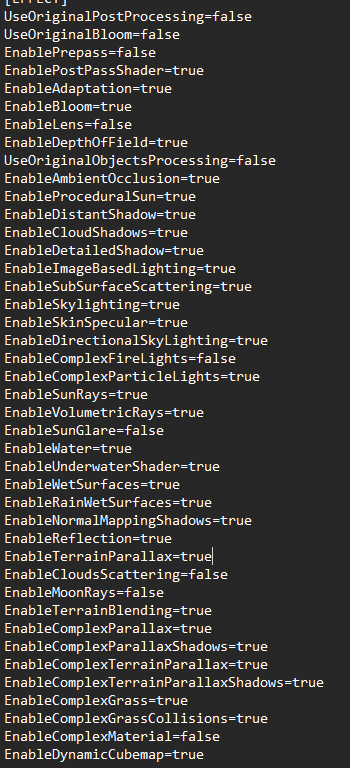 [EFFECT]
UseOriginalPostProcessing=false
UseOriginalBloom=false
EnablePrepass=false
EnablePostPassShader=true
EnableAdaptation=true
EnableBloom=true
EnableLens=false
EnableDepthOfField=true
UseOriginalObjectsProcessing=false
EnableAmbientOcclusion=true
EnableProceduralSun=true
EnableDistantShadow=true
EnableCloudShadows=true
EnableDetailedShadow=true
EnableImageBasedLighting=true
EnableSubSurfaceScattering=true
EnableSkylighting=true
EnableSkinSpecular=true
EnableDirectionalSkyLighting=true
EnableComplexFireLights=false
EnableComplexParticleLights=true
EnableSunRays=true
EnableVolumetricRays=true
EnableSunGlare=false
EnableWater=true
EnableUnderwaterShader=true
EnableWetSurfaces=true
EnableRainWetSurfaces=true
EnableNormalMappingShadows=true
EnableReflection=true
EnableTerrainParallax=true
EnableCloudsScattering=false
EnableMoonRays=false
EnableTerrainBlending=true
EnableComplexParallax=true
EnableComplexParallaxShadows=true
EnableComplexTerrainParallax=true
EnableComplexTerrainParallaxShadows=true
EnableComplexGrass=true
EnableComplexGrassCollisions=true
EnableComplexMaterial=false
EnableDynamicCubemap=true